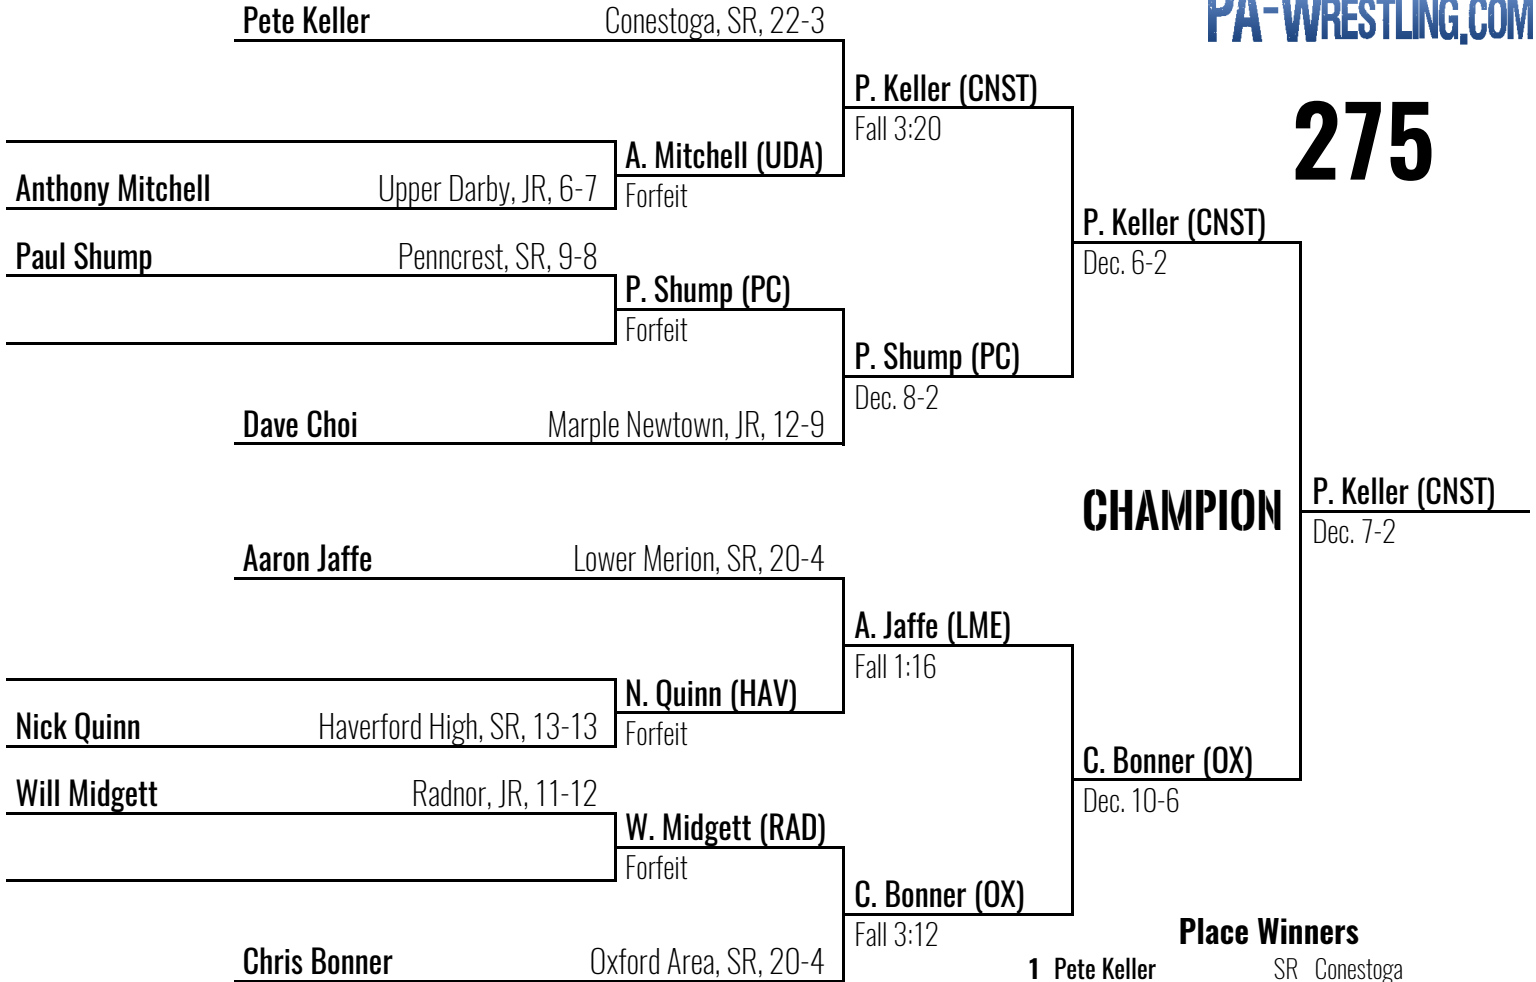 PA-WRESTLING.COM
Pete Keller Conestoga, SR, 22-3
P. Keller (CNST)
Fall 3:20
275
A. Mitchell (UDA)
Anthony Mitchell Upper Darby, JR, 6-7
Forfeit
P. Keller (CNST)
Dec. 6-2
Paul Shump Penncrest, SR, 9-8
P. Shump (PC)
Forfeit
P. Shump (PC)
Dec. 8-2
Dave Choi Marple Newtown, JR, 12-9
CHAMPION
P. Keller (CNST)
Dec. 7-2
Aaron Jaffe Lower Merion, SR, 20-4
A. Jaffe (LME)
Fall 1:16
N. Quinn (HAV)
Nick Quinn Haverford High, SR, 13-13
Forfeit
C. Bonner (OX)
Dec. 10-6
Will Midgett Radnor, JR, 11-12
W. Midgett (RAD)
Forfeit
C. Bonner (OX)
Fall 3:12
Chris Bonner Oxford Area, SR, 20-4
Place Winners
1 Pete Keller SR Conestoga